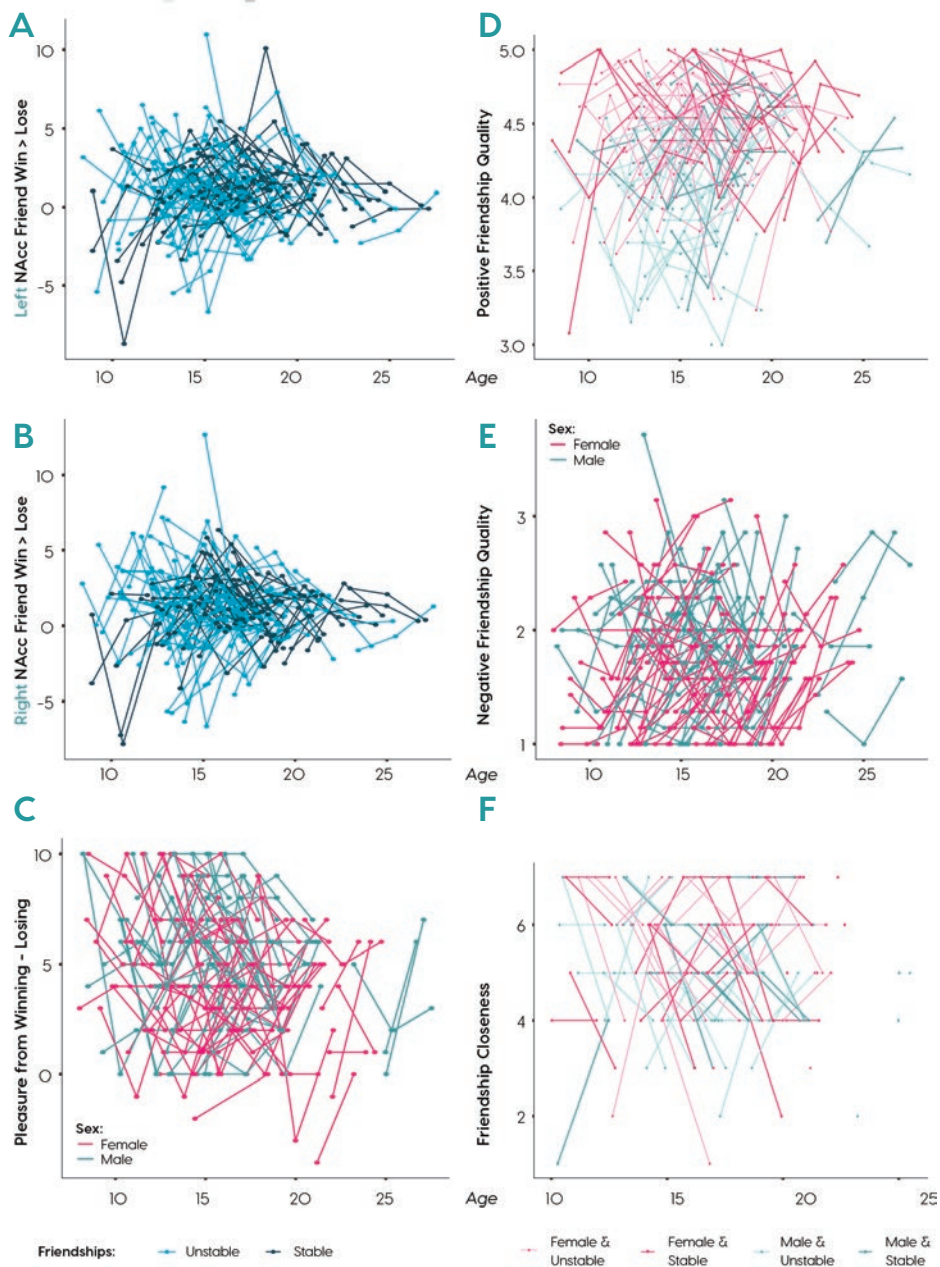 A
Left NAcc Friend Win > Lose
10
5
0
-5
10 15 20 25
D
Positive Friendship Quality
5.0
4.5
4.0
3.5
3.0
Age 10 15 20 25
B
Right NAcc Friend Win > Lose
10
5
0
-5
10 15 20 25
E
Negative Friendship Quality
Sex:
Female
Male
3
2
1
Age 10 15 20 25
C
Pleasure from Winning - Losing
10
5
0
Sex:
Female
Male
10 15 20 25
F
Friendship Closeness
6
4
2
Age 10 15 20 25
Friendships: Unstable Stable
Female & Unstable
Female & Stable
Male & Unstable
Male & Stable